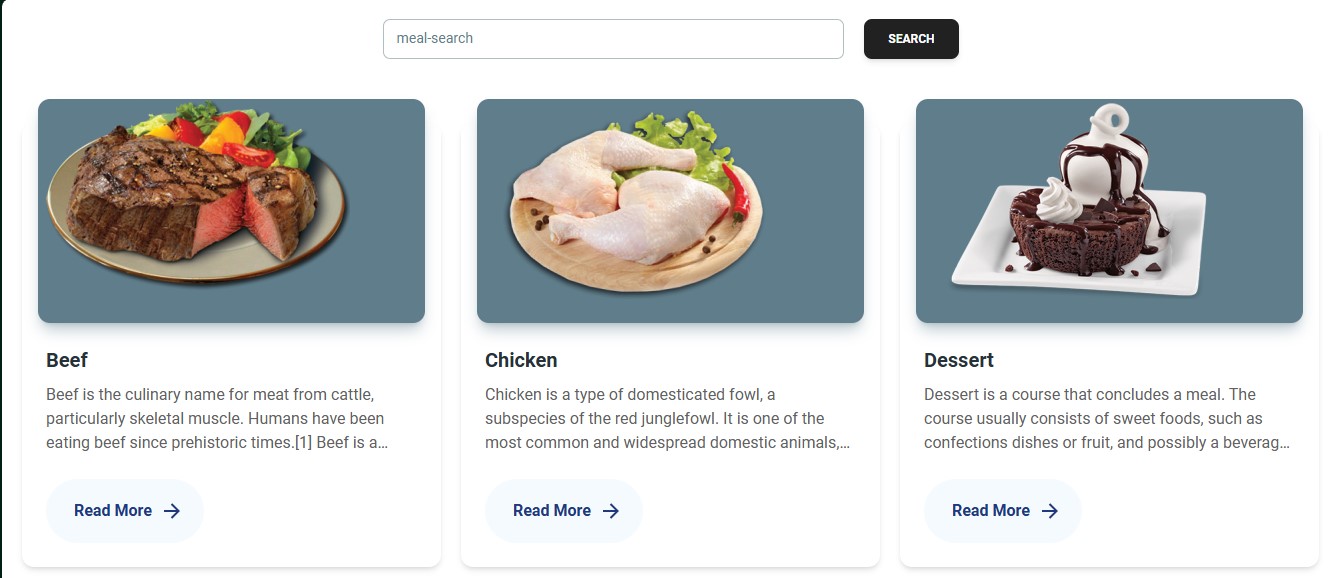 meal-search
SEARCH
Beef
Beef is the culinary name for meat from cattle,
particularly skeletal muscle. Humans have been
eating beef since prehistoric times.[1] Beef is a...
Read More
Chicken
Chicken is a type of domesticated fowl, a
subspecies of the red junglefowl. It is one of the
most common and widespread domestic animals,...
Read More
Dessert
Dessert is a course that concludes a meal. The
course usually consists of sweet foods, such as
confections dishes or fruit, and possibly a beverag...
Read More